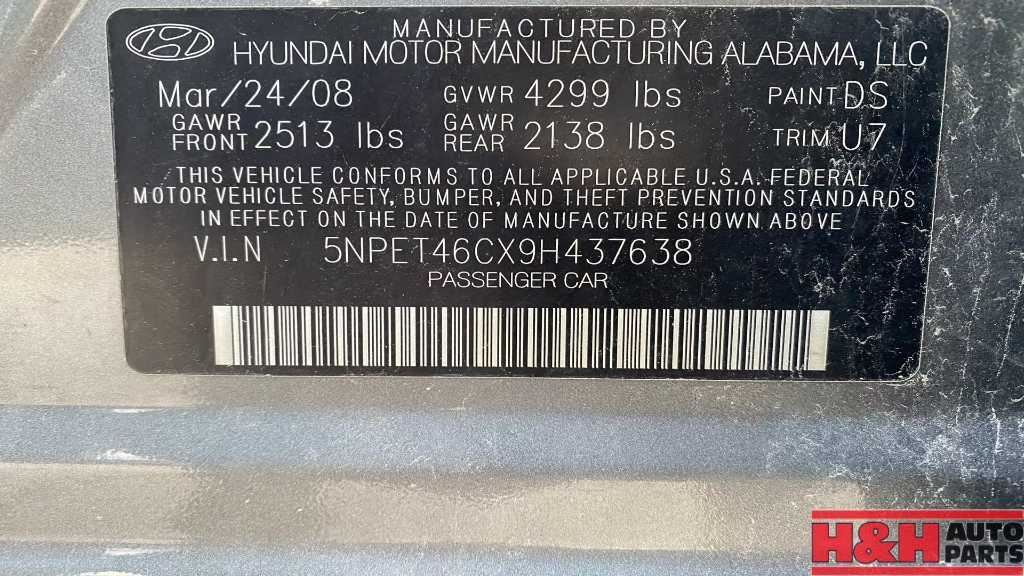 MANUFACTURED BY
HYUNDAI MOTOR MANUFACTURING ALABAMA, LLC
Mar/24/08 GVWR 4299 lbs PAINT DS
GAWR FRONT 2513 lbs GAWR REAR 2138 lbs TRIM U7
THIS VEHICLE CONFORMS TO ALL APPLICABLE U.S.A. FEDERAL
MOTOR VEHICLE SAFETY, BUMPER, AND THEFT PREVENTION STANDARDS
IN EFFECT ON THE DATE OF MANUFACTURE SHOWN ABOVE
V.I.N 5NPET46CX9H437638
PASSENGER CAR
H&H AUTO PARTS